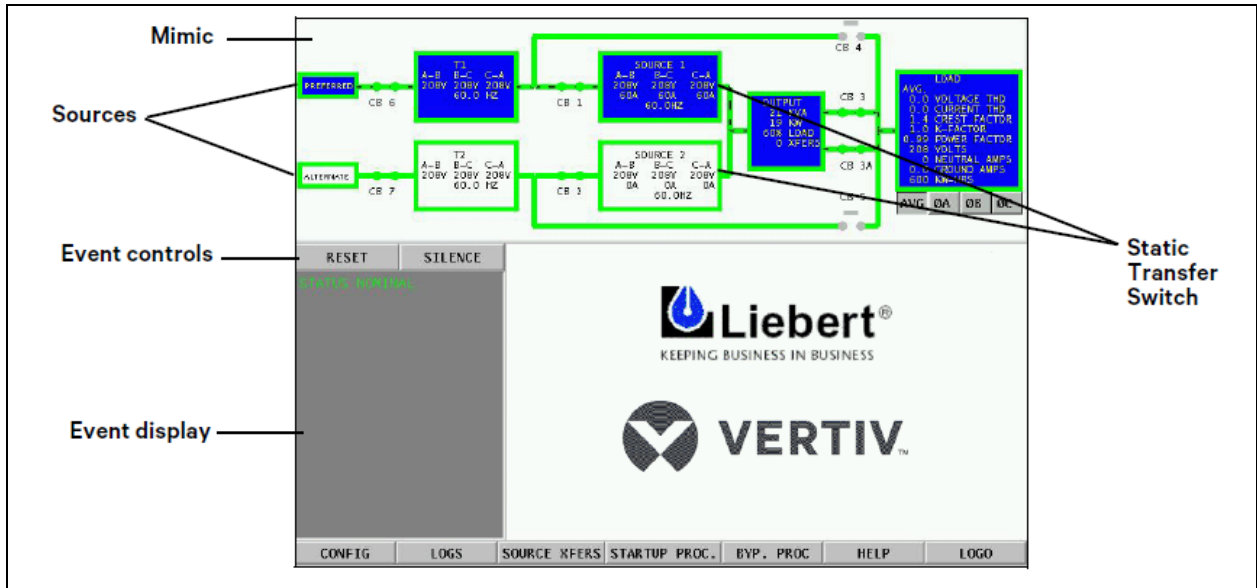 Mimic
Sources
Event controls
Event display
Static
Transfer
Switch
CB 4
PREFERRED
CB 6
T1
A-B B-C C-A
208V 208V 208V
60.0 HZ
CB 1
SOURCE 1
A-B B-C C-A
208V 208V 208V
60A 60A 60A
60.0HZ
OUTPUT
21 KVA
19 KW
60% LOAD
0 XFERS
CB 3
CB 3A
LOAD
AVG.
0.0 VOLTAGE THD
0.0 CURRENT THD
1.4 CREST FACTOR
1.0 K-FACTOR
0.99 POWER FACTOR
208 VOLTS
0 NEUTRAL AMPS
0.0 GROUND AMPS
600 KW-HRS
AVG ØA ØB ØC
ALTERNATE
CB 7
T2
A-B B-C C-A
208V 208V 208V
60.0 HZ
CB
SOURCE 2
A-B B-C C-A
208V 208V 208V
0A 0A 0A
60.0HZ
CB 5
RESET SILENCE
STATUS NOMINAL
Liebert®
KEEPING BUSINESS IN BUSINESS
VERTIV™
CONFIG LOGS SOURCE XFERS STARTUP PROC. BYP. PROC HELP LOGO